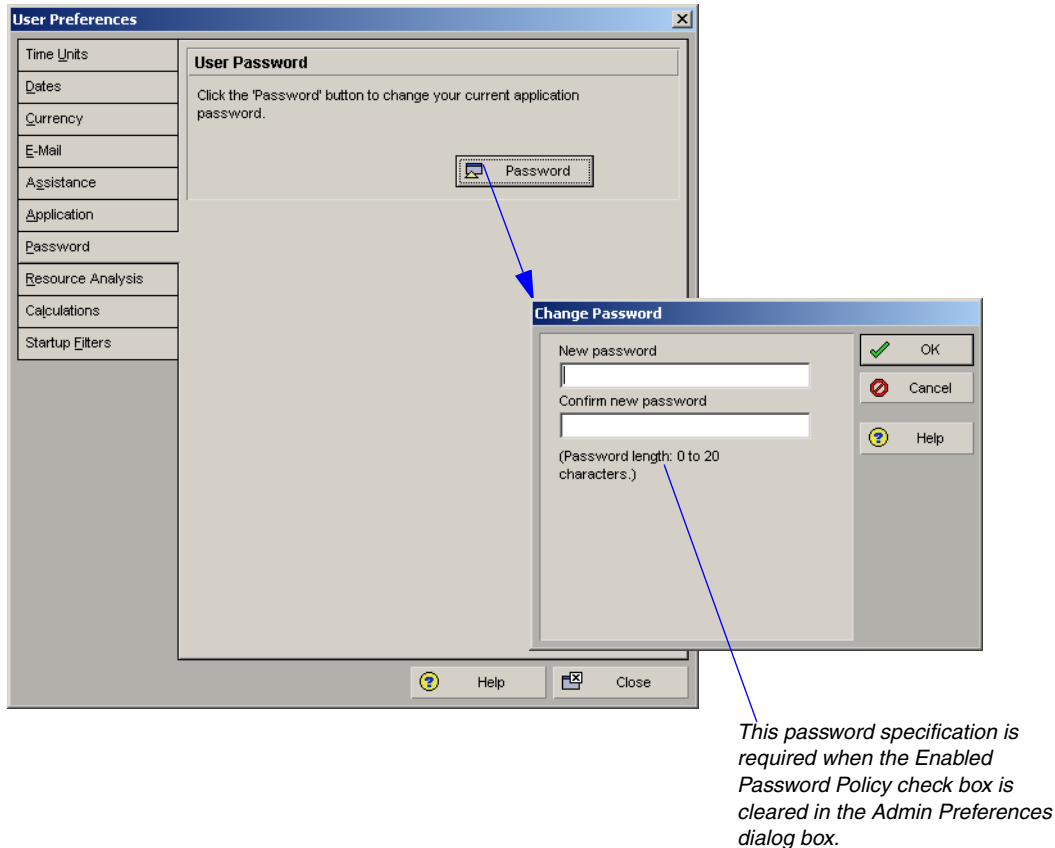 User Preferences
Time Units
Dates
Currency
E-Mail
Assistance
Application
Password
Resource Analysis
Calculations
Startup Filters
User Password
Click the 'Password' button to change your current application
password.
Password
Change Password
New password
Confirm new password
(Password length: 0 to 20
characters.)
OK
Cancel
Help
Help
Close
This password specification is
required when the Enabled
Password Policy check box is
cleared in the Admin Preferences
dialog box.